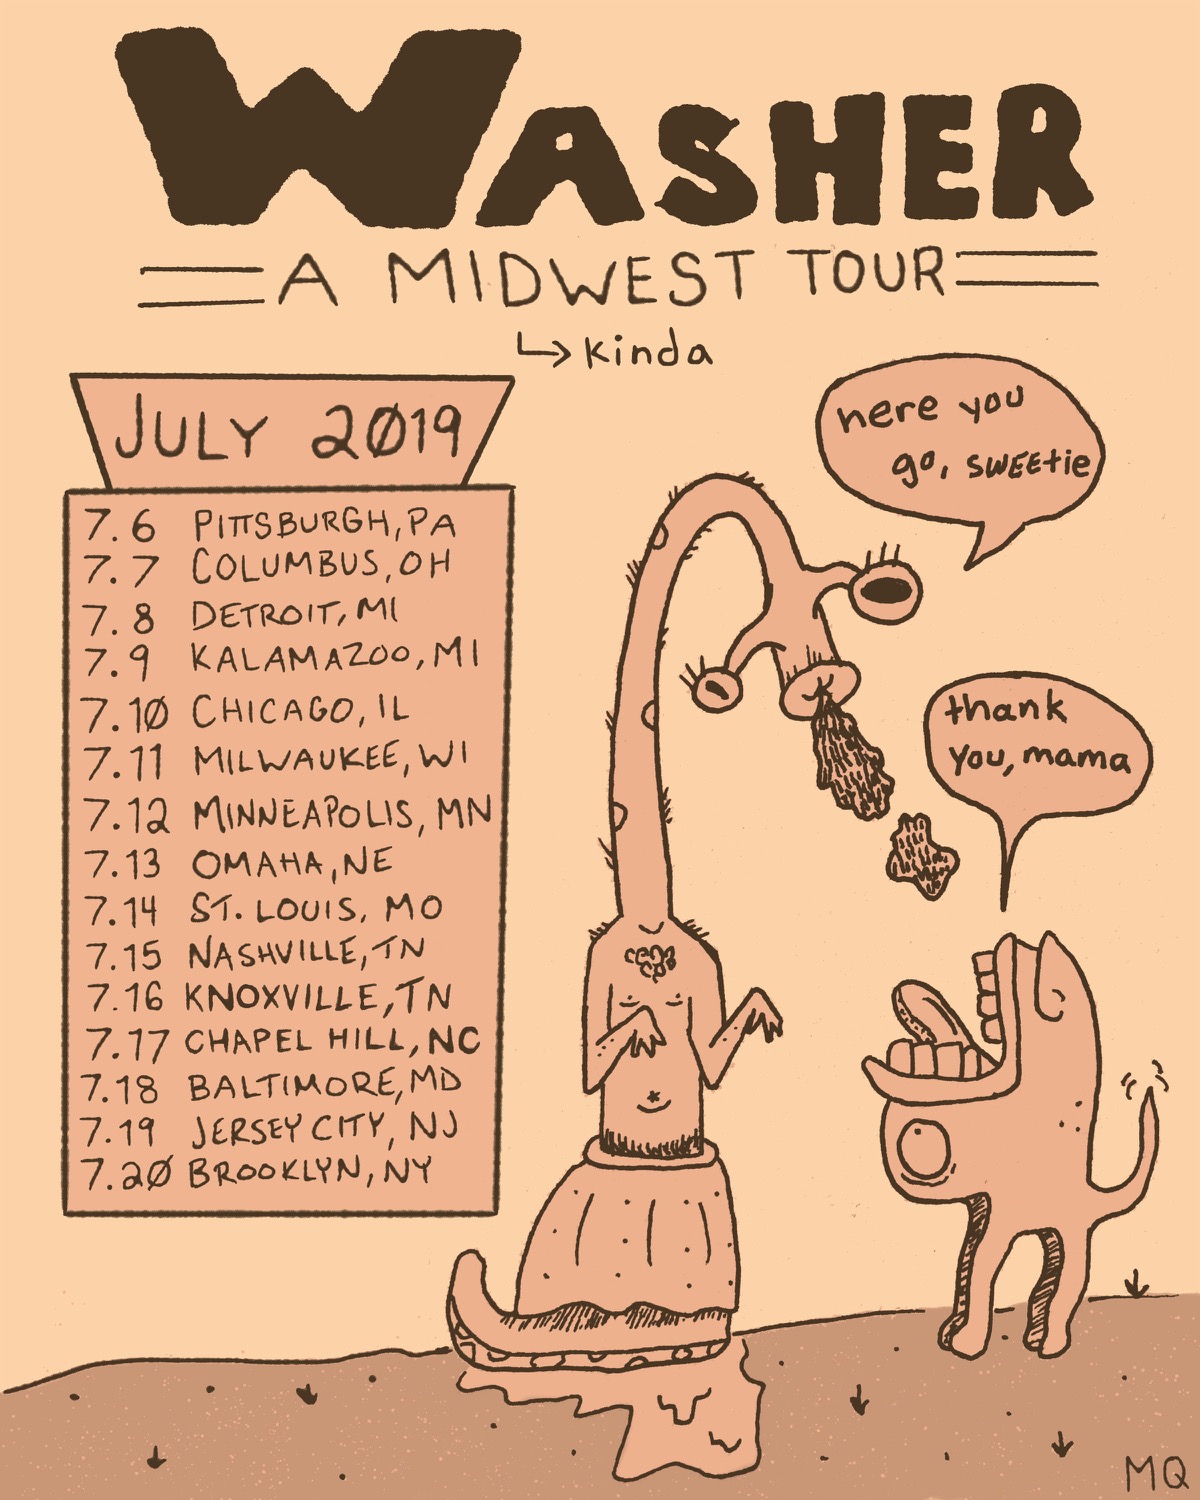 WASHER
A MIDWEST TOUR
↳ kinda
JULY 2019
7.6 PITTSBURGH, PA
7.7 COLUMBUS, OH
7.8 DETROIT, MI
7.9 KALAMAZOO, MI
7.10 CHICAGO, IL
7.11 MILWAUKEE, WI
7.12 MINNEAPOLIS, MN
7.13 OMAHA, NE
7.14 ST. LOUIS, MO
7.15 NASHVILLE, TN
7.16 KNOXVILLE, TN
7.17 CHAPEL HILL, NC
7.18 BALTIMORE, MD
7.19 JERSEY CITY, NJ
7.20 BROOKLYN, NY
here you
go, SWEEtie
thank
you, mama
MQ